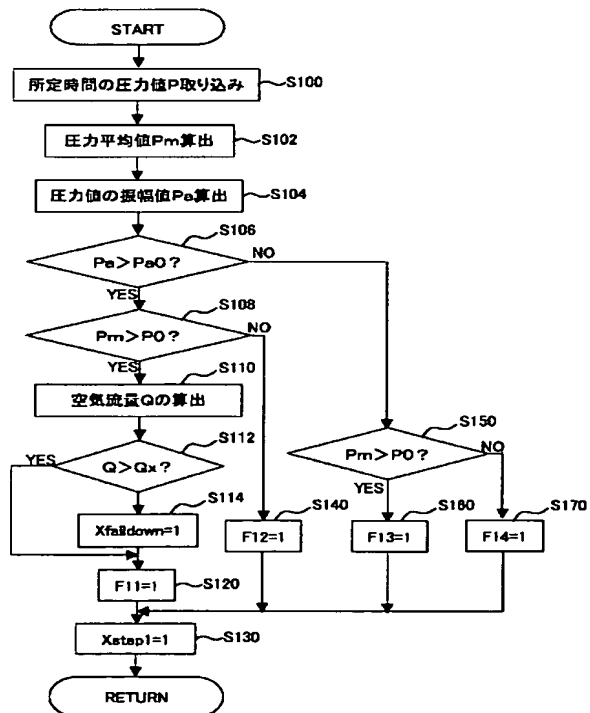 START
所定時間の圧力値P取り込み
S100
圧力平均値Pm算出
S102
圧力値の振幅値Pa算出
S104
S106
Pa>Pa0?
NO
YES
S108
Pm>P0?
NO
YES
S110
空気流量Qの算出
S112
YES
Q>Qx?
S114
Xfaildown=1
S150
Pm>P0?
NO
YES
S140
F12=1
S160
F13=1
S170
F14=1
F11=1
S120
Xstep1=1
S130
RETURN